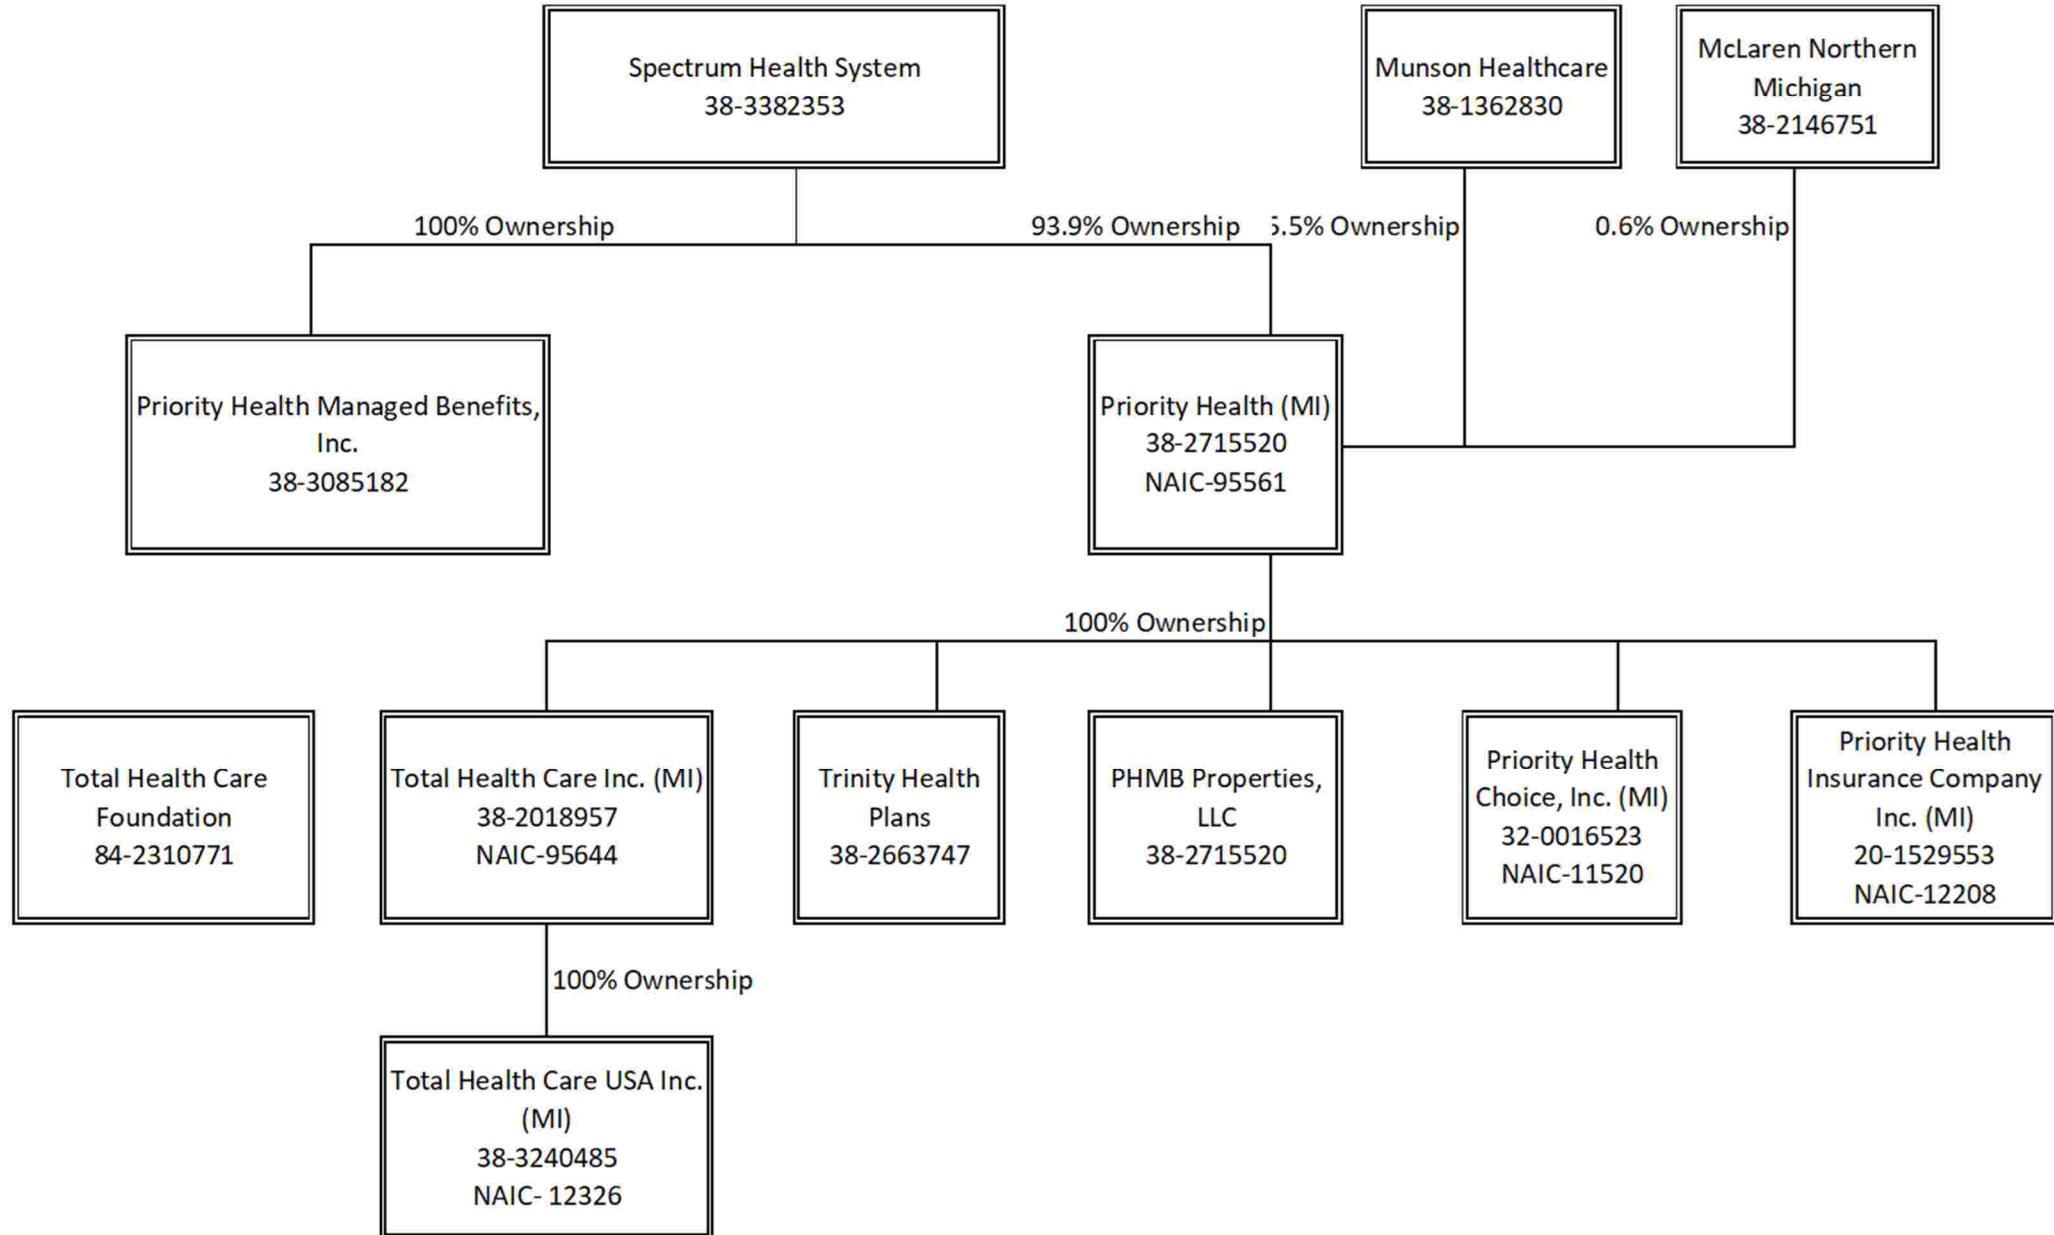 Spectrum Health System
38-3382353
Munson Healthcare
38-1362830
McLaren Northern
Michigan
38-2146751
100% Ownership
93.9% Ownership
.5% Ownership
0.6% Ownership
Priority Health Managed Benefits,
Inc.
38-3085182
Priority Health (MI)
38-2715520
NAIC-95561
100% Ownership
Total Health Care
Foundation
84-2310771
Total Health Care Inc. (MI)
38-2018957
NAIC-95644
Trinity Health
Plans
38-2663747
PHMB Properties,
LLC
38-2715520
Priority Health
Choice, Inc. (MI)
32-0016523
NAIC-11520
Priority Health
Insurance Company
Inc. (MI)
20-1529553
NAIC-12208
100% Ownership
Total Health Care USA Inc.
(MI)
38-3240485
NAIC- 12326